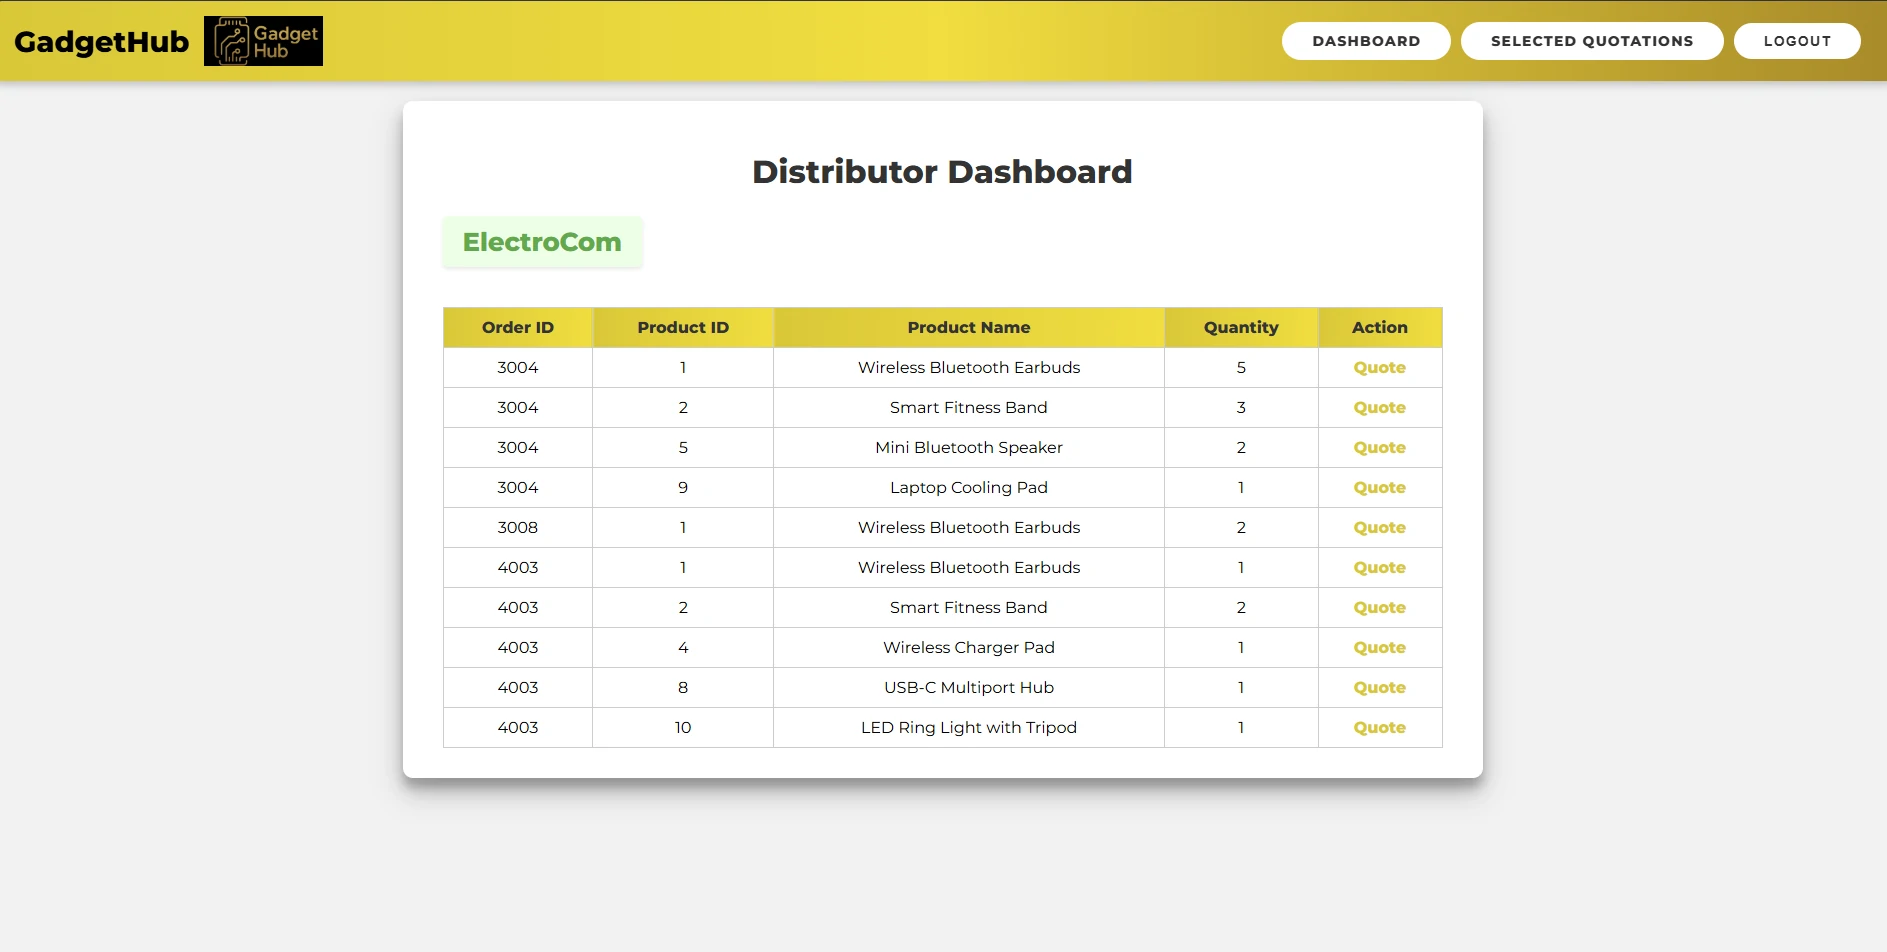 GadgetHub
Gadget
Hub
DASHBOARD
SELECTED QUOTATIONS
LOGOUT
Distributor Dashboard
ElectroCom
Order ID Product ID Product Name Quantity Action
3004 1 Wireless Bluetooth Earbuds 5 Quote
3004 2 Smart Fitness Band 3 Quote
3004 5 Mini Bluetooth Speaker 2 Quote
3004 9 Laptop Cooling Pad 1 Quote
3008 1 Wireless Bluetooth Earbuds 2 Quote
4003 1 Wireless Bluetooth Earbuds 1 Quote
4003 2 Smart Fitness Band 2 Quote
4003 4 Wireless Charger Pad 1 Quote
4003 8 USB-C Multiport Hub 1 Quote
4003 10 LED Ring Light with Tripod 1 Quote